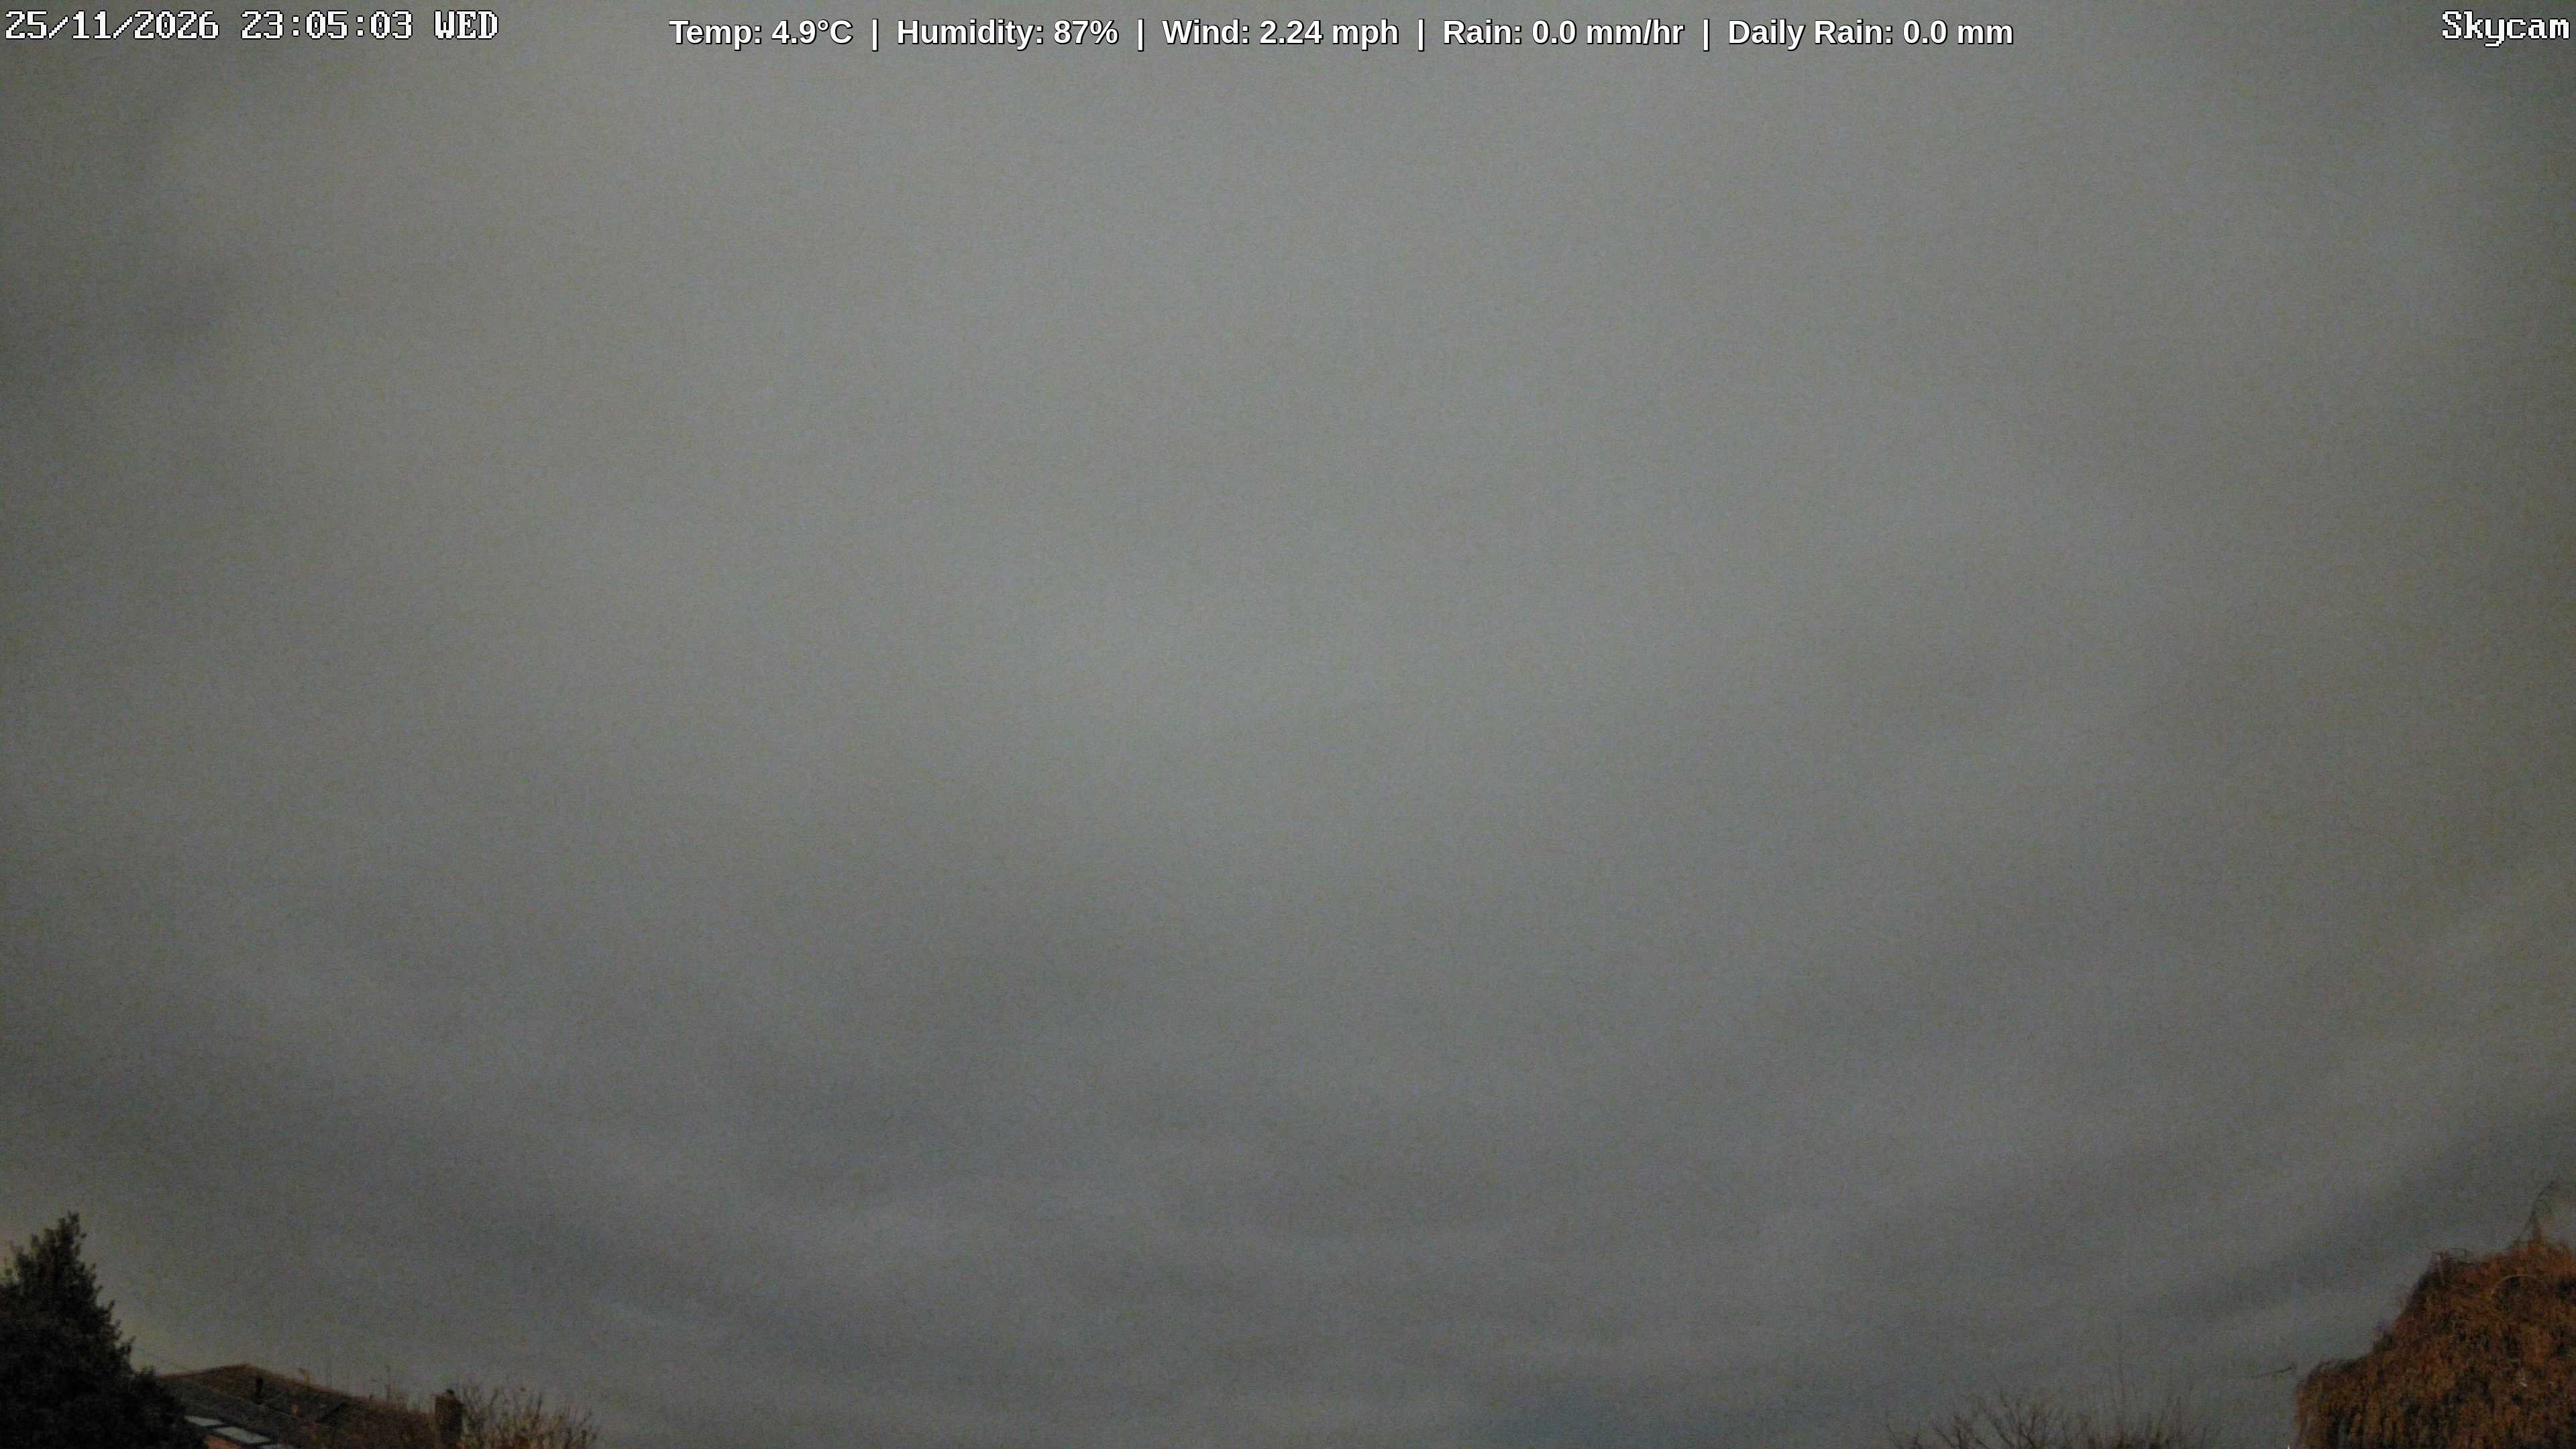 25/11/2026 23:05:03 WED
Temp: 4.9°C | Humidity: 87% | Wind: 2.24 mph | Rain: 0.0 mm/hr | Daily Rain: 0.0 mm
Skycam